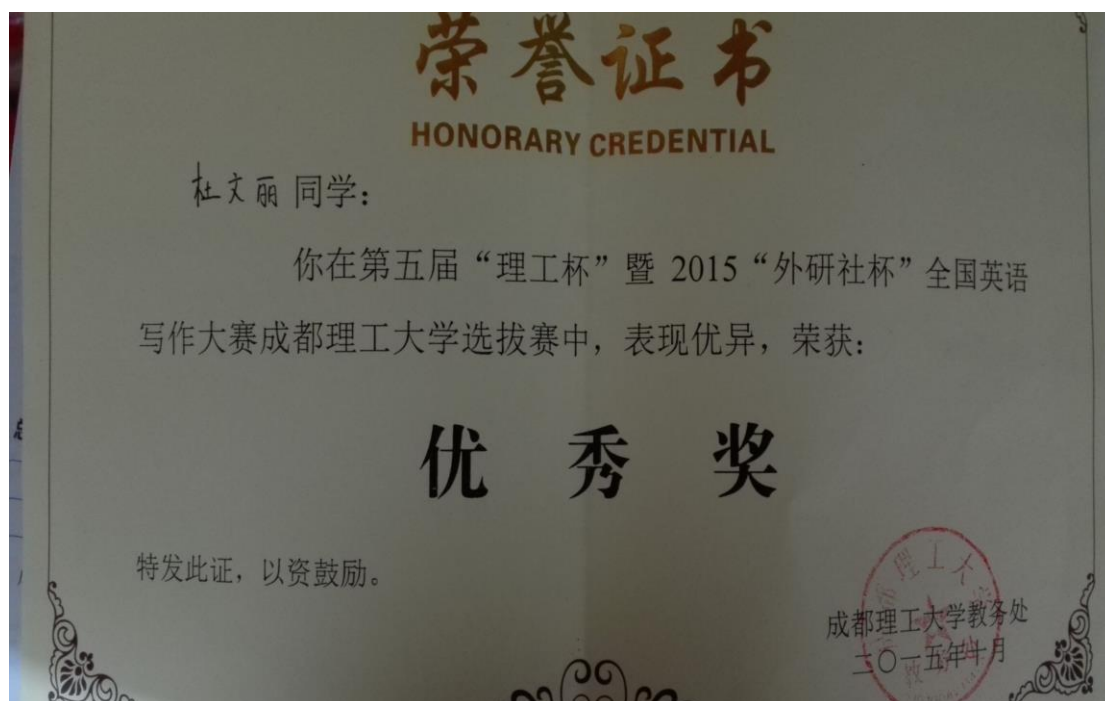 荣誉证书
HONORARY CREDENTIAL
杜文丽 同学：
你在第五届“理工杯”暨 2015“外研社杯”全国英语
写作大赛成都理工大学选拔赛中，表现优异，荣获：
优 秀 奖
特发此证，以资鼓励。
成都理工大学教务处
二〇一五年十月